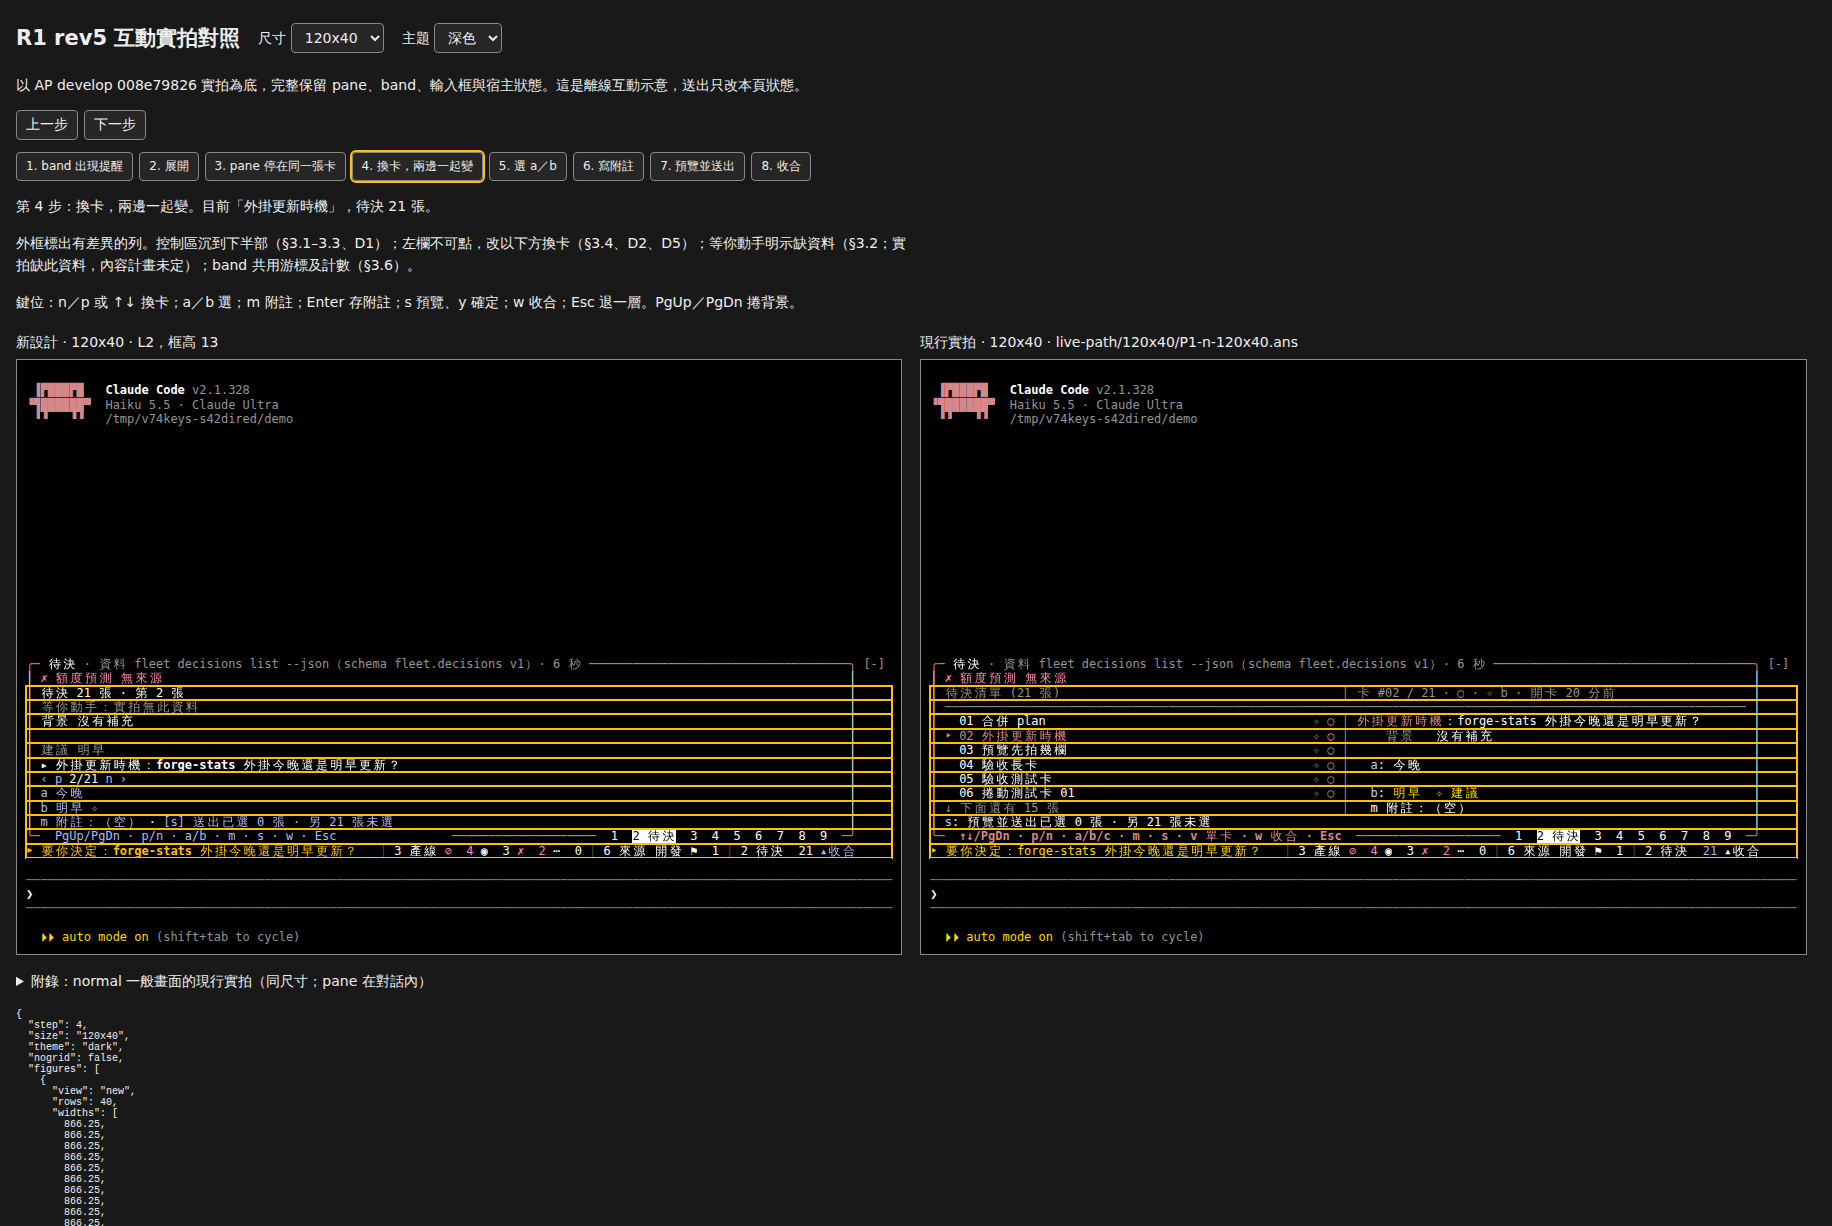 R1 rev5 互動實拍對照 尺寸 120x40 主題 深色
以 AP develop 008e79826 實拍為底，完整保留 pane、band、輸入框與宿主狀態。這是離線互動示意，送出只改本頁狀態。
上一步 下一步
1. band 出現提醒 2. 展開 3. pane 停在同一張卡 4. 換卡，兩邊一起變 5. 選 a／b 6. 寫附註 7. 預覽並送出 8. 收合
第 4 步：換卡，兩邊一起變。目前「外掛更新時機」，待決 21 張。
外框標出有差異的列。控制區沉到下半部（§3.1–3.3、D1）；左欄不可點，改以下方換卡（§3.4、D2、D5）；等你動手明示缺資料（§3.2；實
拍缺此資料，內容計畫未定）；band 共用游標及計數（§3.6）。
鍵位：n／p 或 ↑↓ 換卡；a／b 選；m 附註；Enter 存附註；s 預覽、y 確定；w 收合；Esc 退一層。PgUp／PgDn 捲背景。
新設計 · 120x40 · L2，框高 13
Claude Code v2.1.328
Haiku 5.5 · Claude Ultra
/tmp/v74keys-s42dired/demo
待決 · 資料 fleet decisions list --json（schema fleet.decisions v1）· 6 秒 [-]
✗ 額度預測 無來源
待決 21 張 · 第 2 張
等你動手：實拍無此資料
背景 沒有補充
建議 明早
▸ 外掛更新時機：forge-stats 外掛今晚還是明早更新？
‹ p 2/21 n ›
a 今晚
b 明早 ✧
m 附註：（空） · [s] 送出已選 0 張 · 另 21 張未選
PgUp/PgDn · p/n · a/b · m · s · w · Esc 1 2 待決 3 4 5 6 7 8 9
▸ 要你決定：forge-stats 外掛今晚還是明早更新？ | 3 產線 ⊘ 4 ◉ 3 ✗ 2 ⋯ 0 | 6 來源 開發 ⚑ 1 | 2 待決 21 ▴收合
❯
⏵⏵ auto mode on (shift+tab to cycle)
現行實拍 · 120x40 · live-path/120x40/P1-n-120x40.ans
Claude Code v2.1.328
Haiku 5.5 · Claude Ultra
/tmp/v74keys-s42dired/demo
待決 · 資料 fleet decisions list --json（schema fleet.decisions v1）· 6 秒 [-]
✗ 額度預測 無來源
待決清單 (21 張) | 卡 #02 / 21 · ○ · ✧ b · 開卡 20 分前
01 合併 plan ✧ ○ | 外掛更新時機：forge-stats 外掛今晚還是明早更新？
▸ 02 外掛更新時機 ✧ ○ | 背景 沒有補充
03 預覽先拍幾欄 ✧ ○ |
04 驗收長卡 ✧ ○ | a: 今晚
05 驗收測試卡 ✧ ○ |
06 捲動測試卡 01 ✧ ○ | b: 明早 ✧ 建議
↓ 下面還有 15 張 | m 附註：（空）
s: 預覽並送出已選 0 張 · 另 21 張未選
↑↓/PgDn · p/n · a/b/c · m · s · v 單卡 · w 收合 · Esc 1 2 待決 3 4 5 6 7 8 9
▸ 要你決定：forge-stats 外掛今晚還是明早更新？ | 3 產線 ⊘ 4 ◉ 3 ✗ 2 ⋯ 0 | 6 來源 開發 ⚑ 1 | 2 待決 21 ▴收合
❯
⏵⏵ auto mode on (shift+tab to cycle)
▶ 附錄：normal 一般畫面的現行實拍（同尺寸；pane 在對話內）
{
"step": 4,
"size": "120x40",
"theme": "dark",
"nogrid": false,
"figures": [
{
"view": "new",
"rows": 40,
"widths": [
866.25,
866.25,
866.25,
866.25,
866.25,
866.25,
866.25,
866.25,
866.25,
866.25,